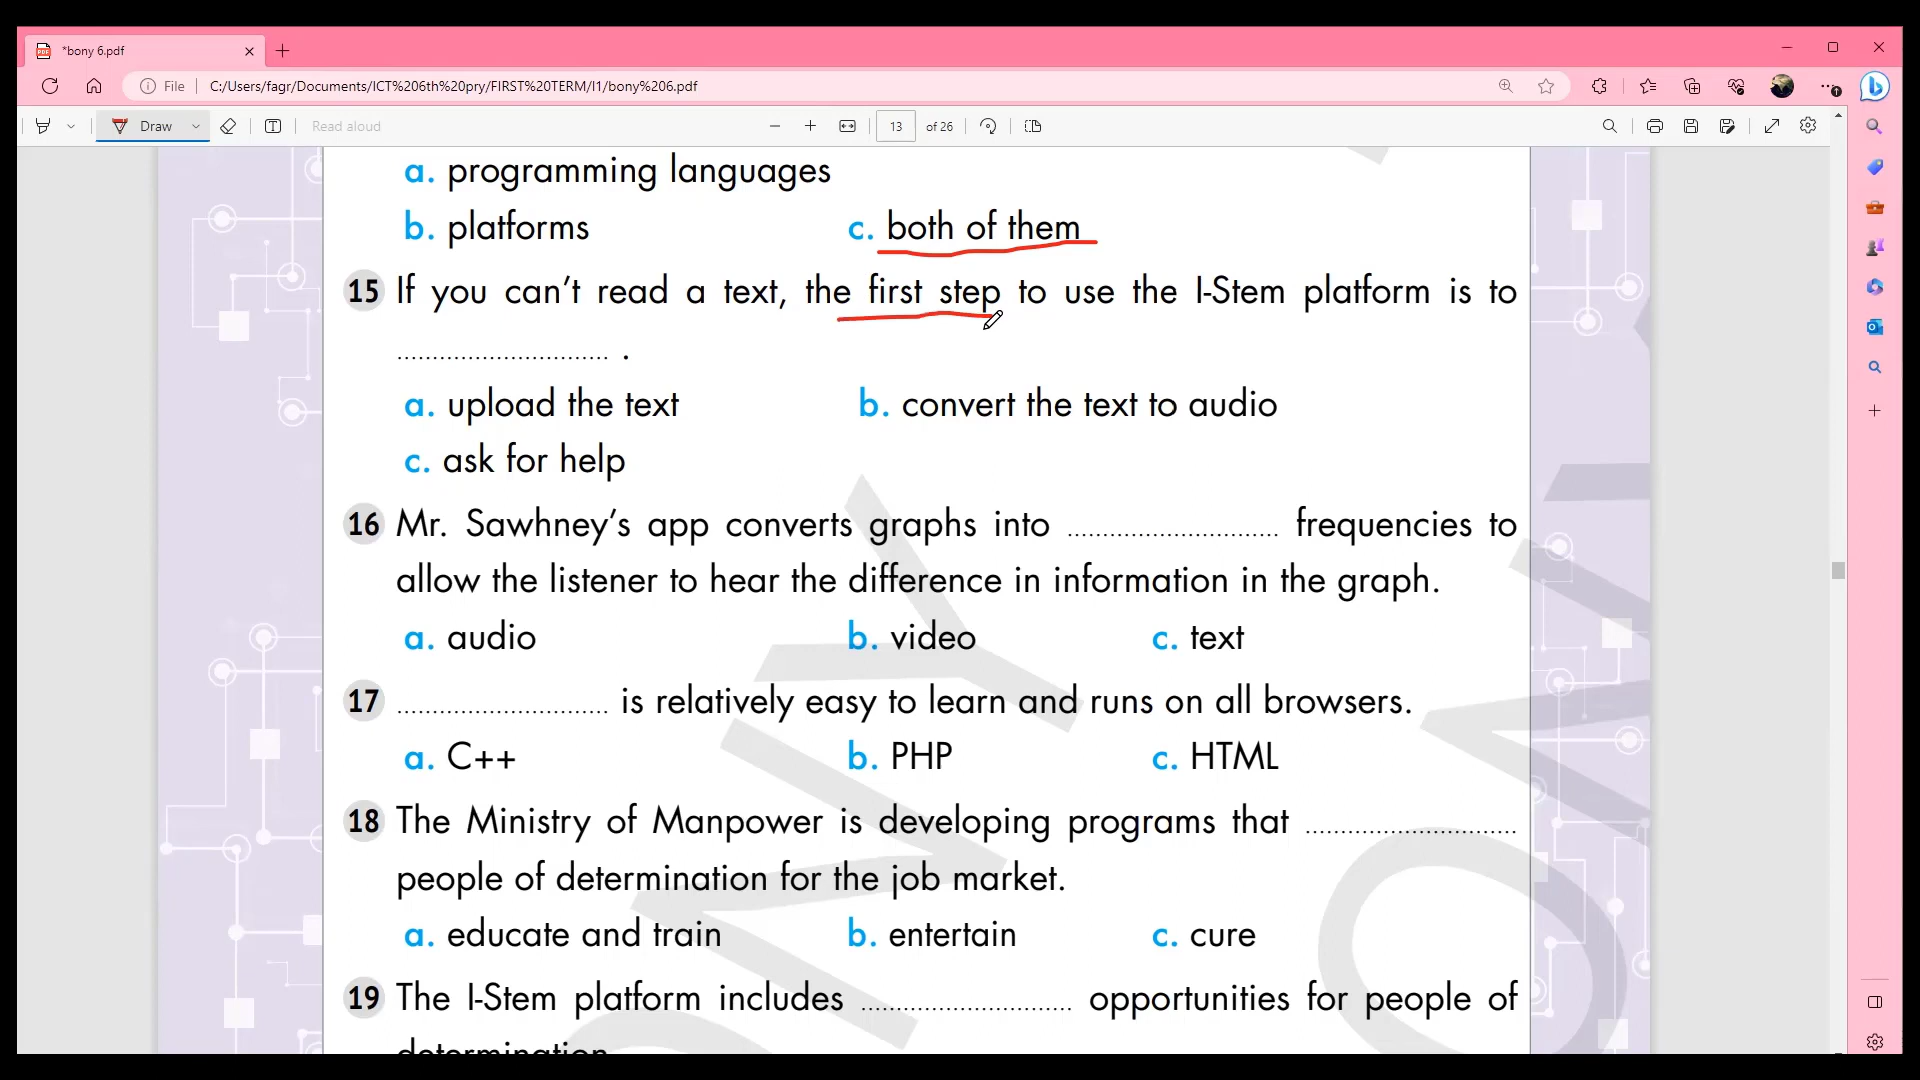 *bony 6.pdf
File
C:/Users/fagr/Documents/ICT%206th%20pry/FIRST%20TERM/l1/bony%206.pdf
Draw
Read aloud
13 of 26
a. programming languages
b. platforms c. both of them
15 If you can't read a text, the first step to use the I-Stem platform is to
.............................. .
a. upload the text b. convert the text to audio
c. ask for help
16 Mr. Sawhney's app converts graphs into .............................. frequencies to
allow the listener to hear the difference in information in the graph.
a. audio b. video c. text
17 .............................. is relatively easy to learn and runs on all browsers.
a. C++ b. PHP c. HTML
18 The Ministry of Manpower is developing programs that ..............................
people of determination for the job market.
a. educate and train b. entertain c. cure
19 The I-Stem platform includes .............................. opportunities for people of
determination